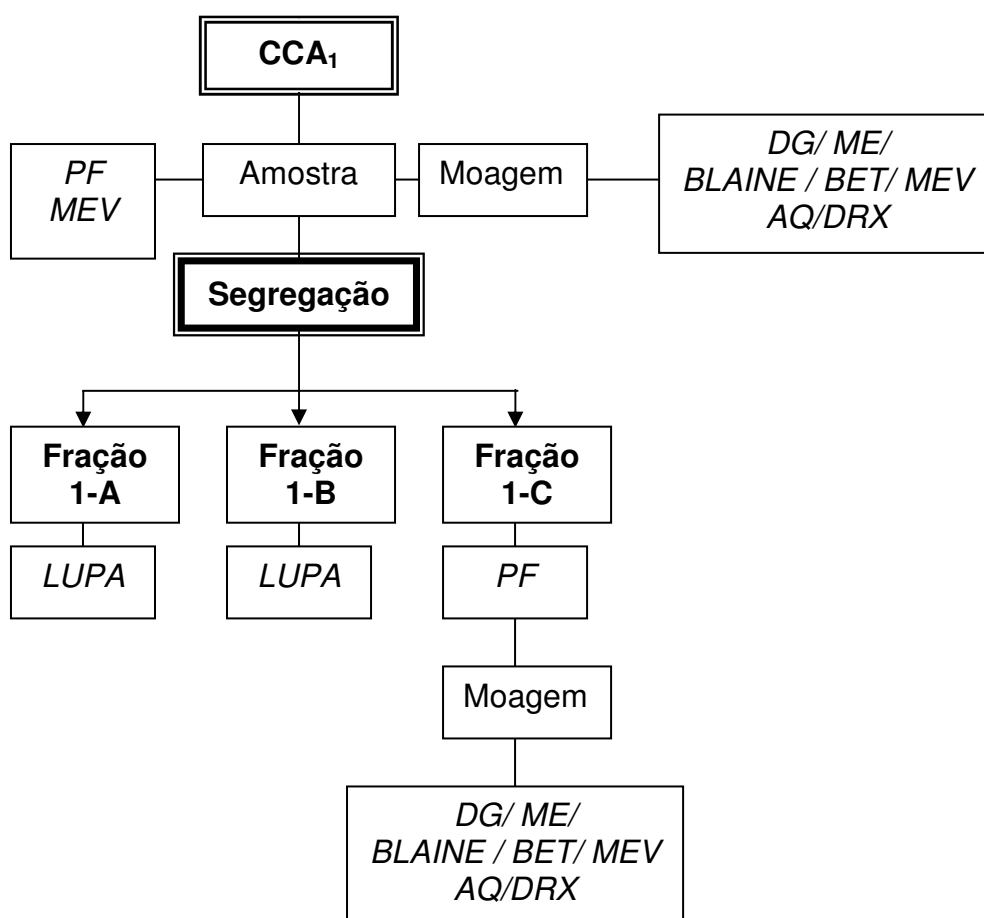 CCA₁
PF
MEV
Amostra
Moagem
DG/ ME/
BLAINE / BET/ MEV
AQ/DRX
Segregação
Fração
1-A
Fração
1-B
Fração
1-C
LUPA
LUPA
PF
Moagem
DG/ ME/
BLAINE / BET/ MEV
AQ/DRX